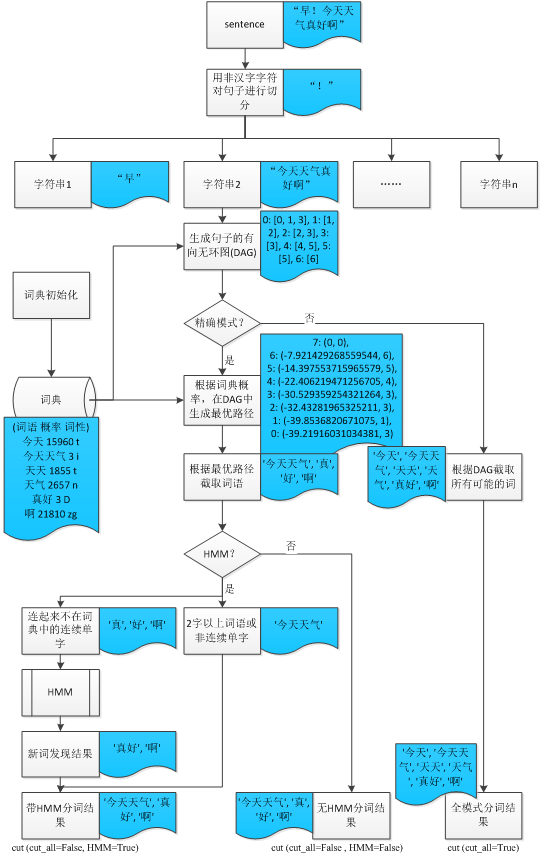 sentence
“早！今天天
气真好啊”
用非汉字字符
对句子进行切
分
“！”
字符串1
“早”
字符串2
“今天天气真
好啊”
……
字符串n
生成句子的有
向无环图(DAG)
0: [0, 1, 3], 1: [1,
2], 2: [2, 3], 3:
[3], 4: [4, 5], 5:
[5], 6: [6]
词典初始化
精确模式?
否
是
词典
(词语 概率 词性)
今天 15960 t
今天天气 3 i
天天 1855 t
天气 2657 n
真好 3 D
啊 21810 zg
根据词典概
率，在DAG中
生成最优路径
7: (0, 0),
6: (-7.921429268559544, 6),
5: (-14.397553715965579, 5),
4: (-22.406219471256705, 4),
3: (-30.529359254321264, 3),
2: (-32.43281965325211, 3),
1: (-39.8536820671075, 1),
0: (-39.21916031034381, 3)
根据最优路径
截取词语
'今天天气', '真',
'好', '啊'
'今天', '今天天
气', '天天', '天
气', '真好', '啊'
根据DAG截取
所有可能的词
HMM?
否
是
连起来不在词
典中的连续单
字
'真', '好', '啊'
2字以上词语或
非连续单字
'今天天气'
HMM
新词发现结果
'真好', '啊'
带HMM分词结
果
'今天天气', '真
好', '啊'
'今天天气', '真',
'好', '啊'
无HMM分词结
果
'今天', '今天天
气', '天天', '天气
', '真好', '啊'
全模式分词结
果
cut (cut_all=False, HMM=True)
cut (cut_all=False , HMM=False)
cut (cut_all=True)